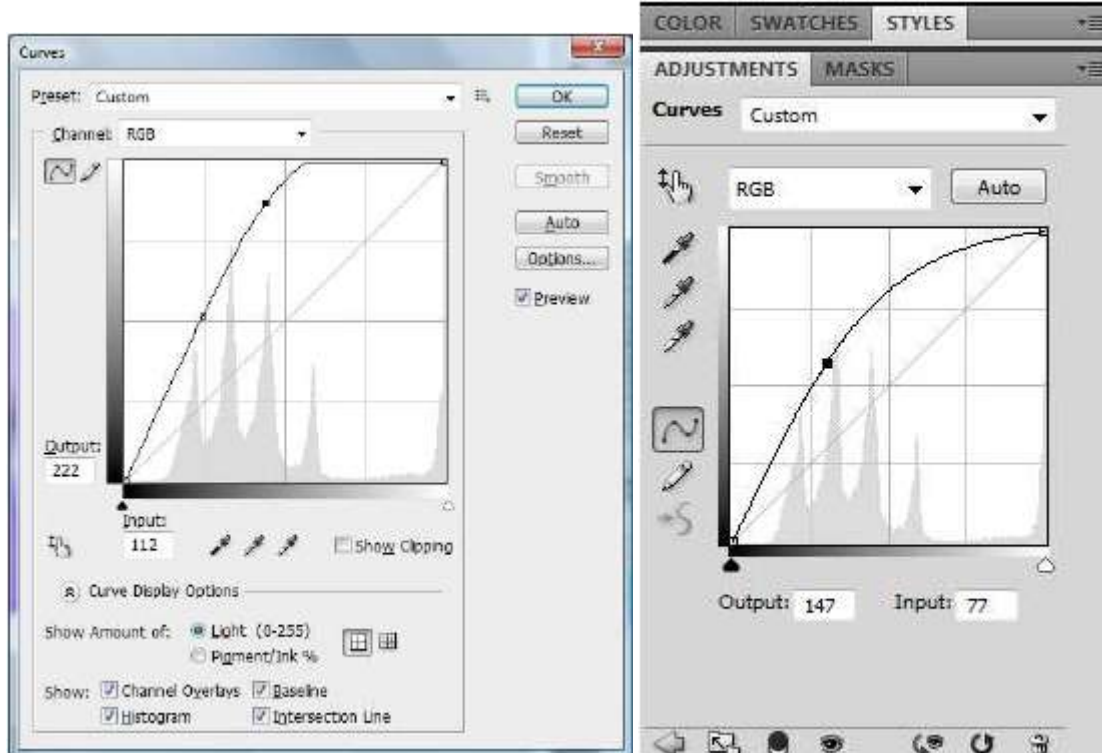 Curves
Preset: Custom
OK
Channel: RGB
Reset
Smooth
Auto
Options...
Preview
Output:
222
Input:
112
Show Clipping
Curve Display Options
Show Amount of: Light (0-255)
Pigment/Ink %
Show: Channel Overlays Baseline
Histogram Intersection Line
COLOR SWATCHES STYLES
ADJUSTMENTS MASKS
Curves Custom
RGB Auto
Output: 147 Input: 77